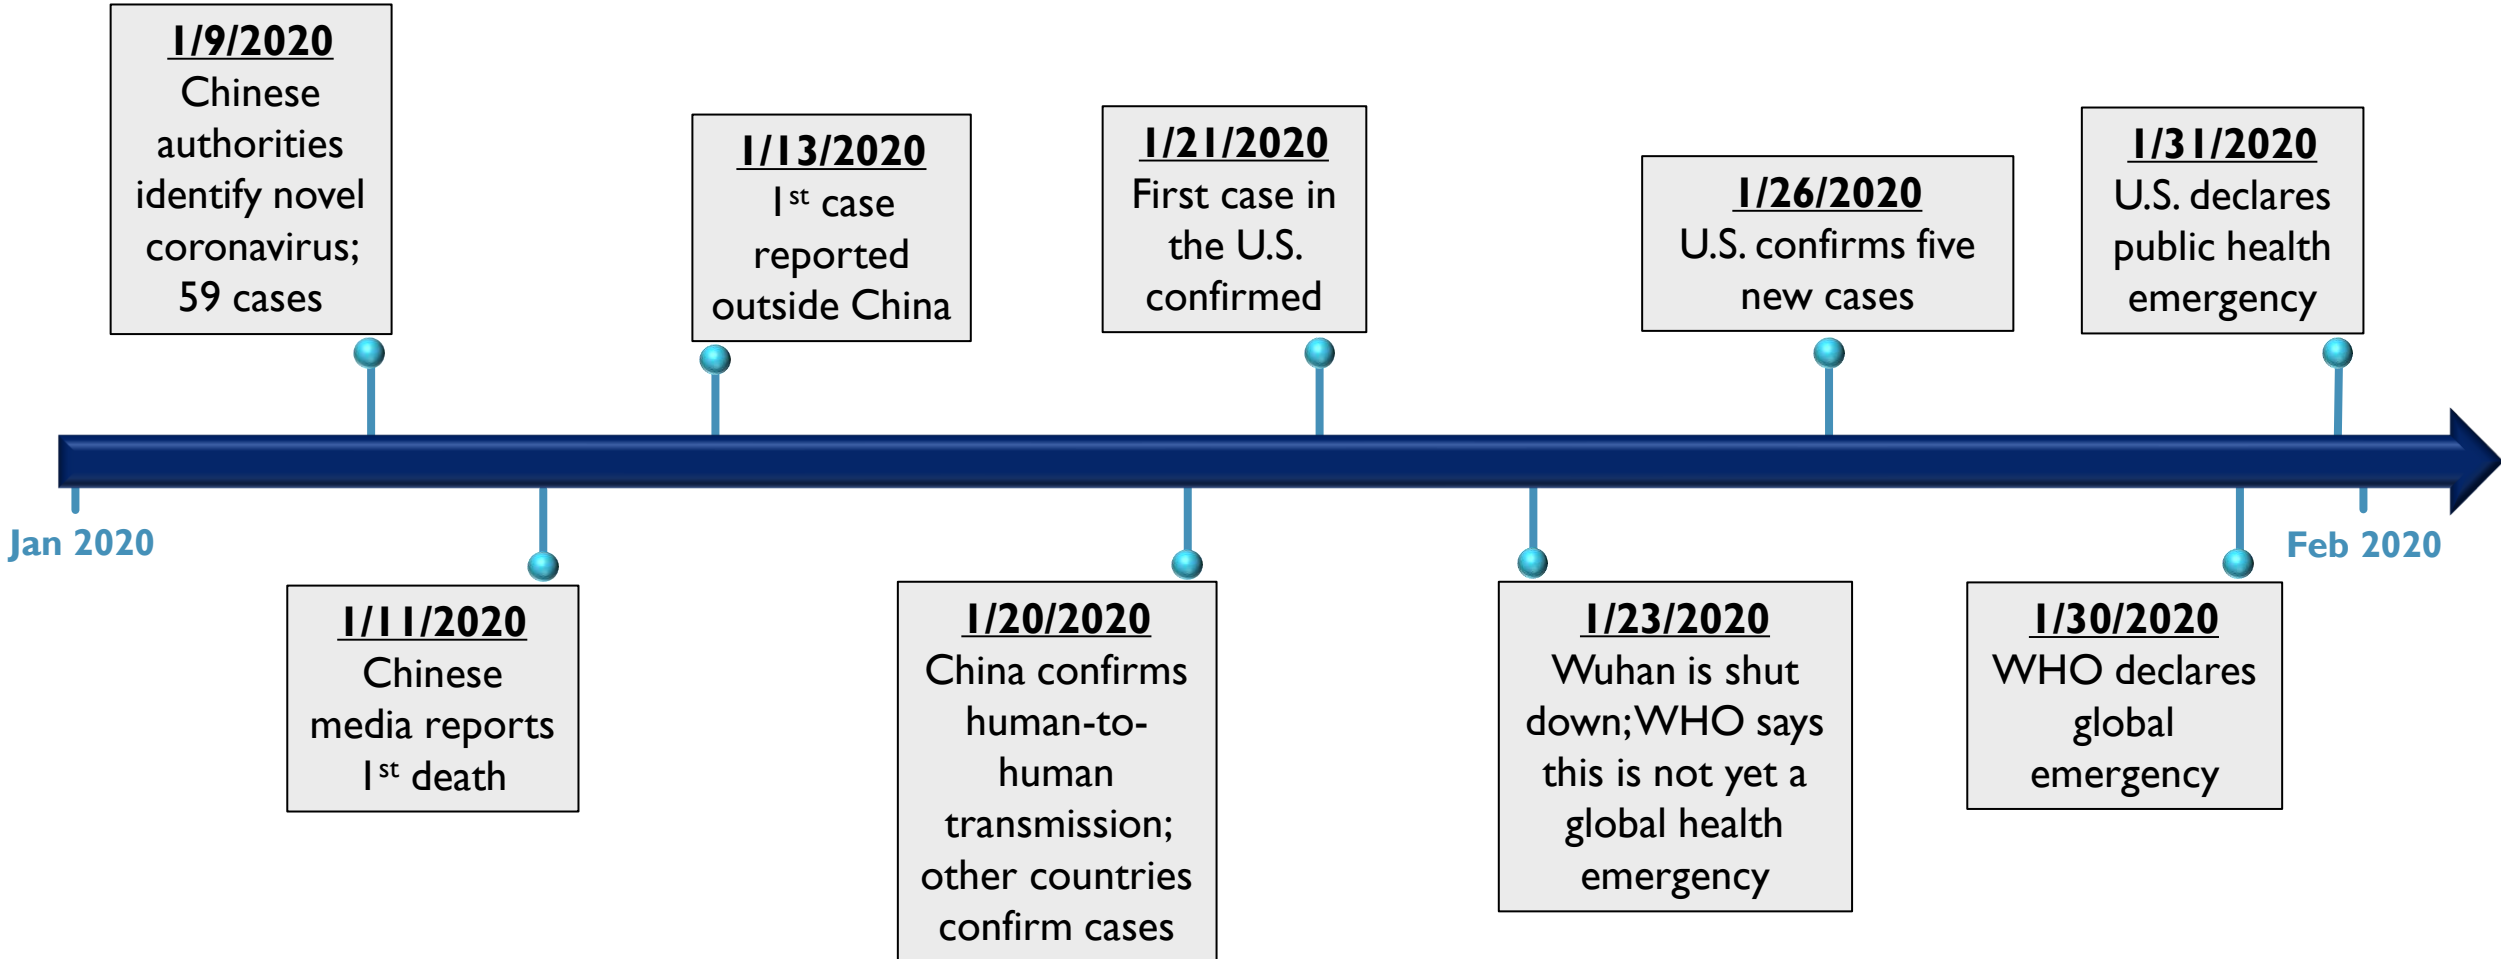 1/9/2020
Chinese
authorities
identify novel
coronavirus;
59 cases
1/13/2020
1st case
reported
outside China
1/21/2020
First case in
the U.S.
confirmed
1/26/2020
U.S. confirms five
new cases
1/31/2020
U.S. declares
public health
emergency
Jan 2020
Feb 2020
1/11/2020
Chinese
media reports
1st death
1/20/2020
China confirms
human-to-
human
transmission;
other countries
confirm cases
1/23/2020
Wuhan is shut
down; WHO says
this is not yet a
global health
emergency
1/30/2020
WHO declares
global
emergency